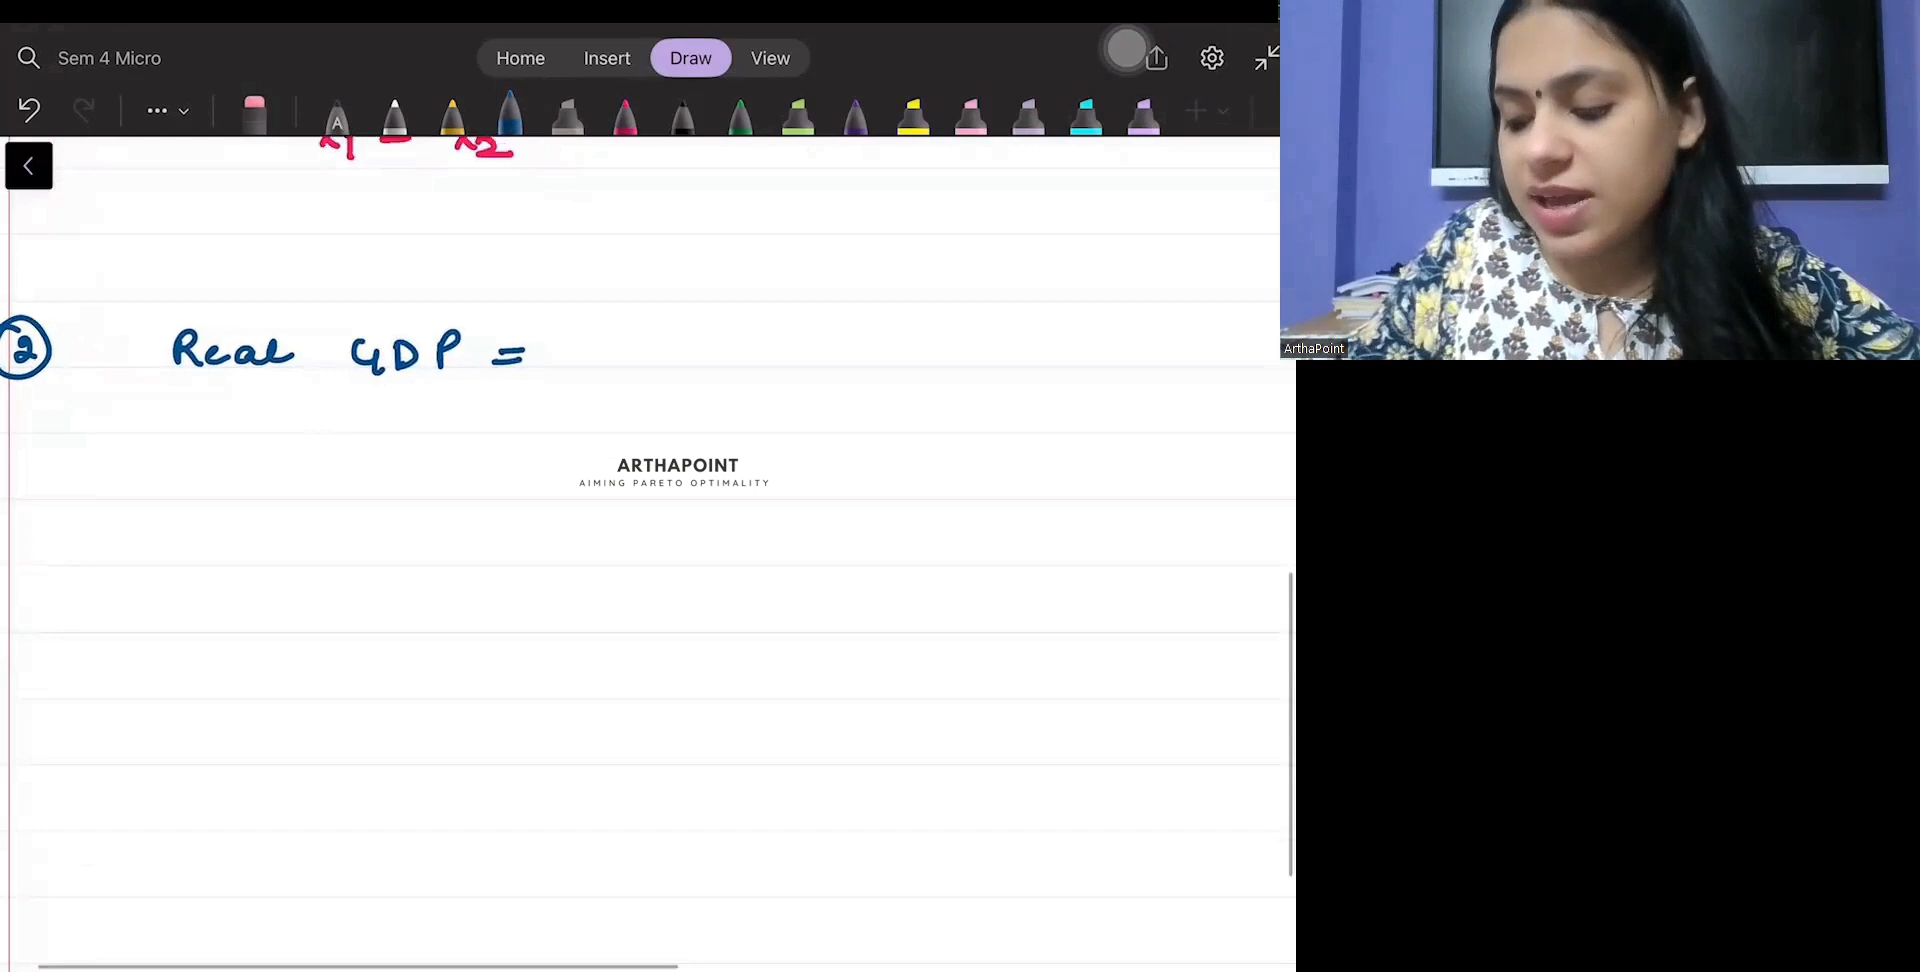 Sem 4 Micro
Home Insert Draw View
A
② Real GDP =
ARTHAPOINT
AIMING PARETO OPTIMALITY
ArthaPoint